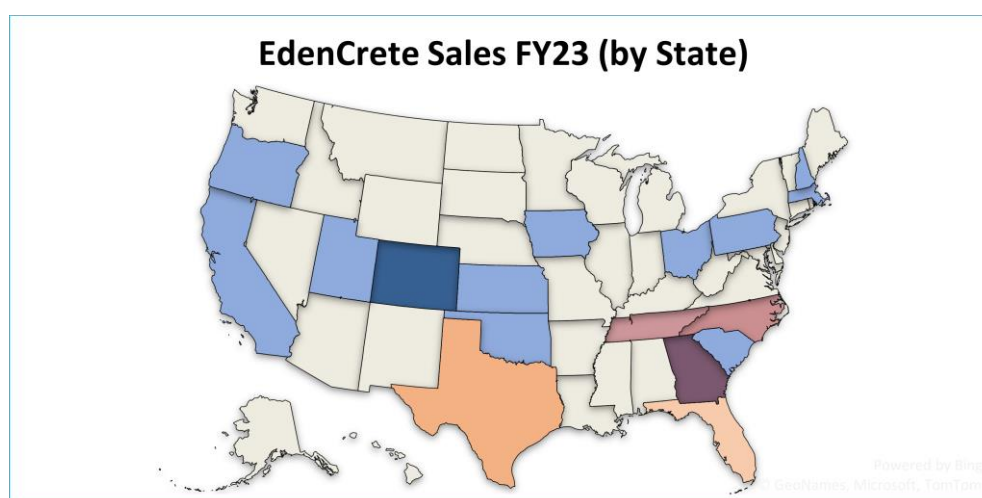 EdenCrete Sales FY23 (by State)
Powered by Bing
© GeoNames, Microsoft, TomTom